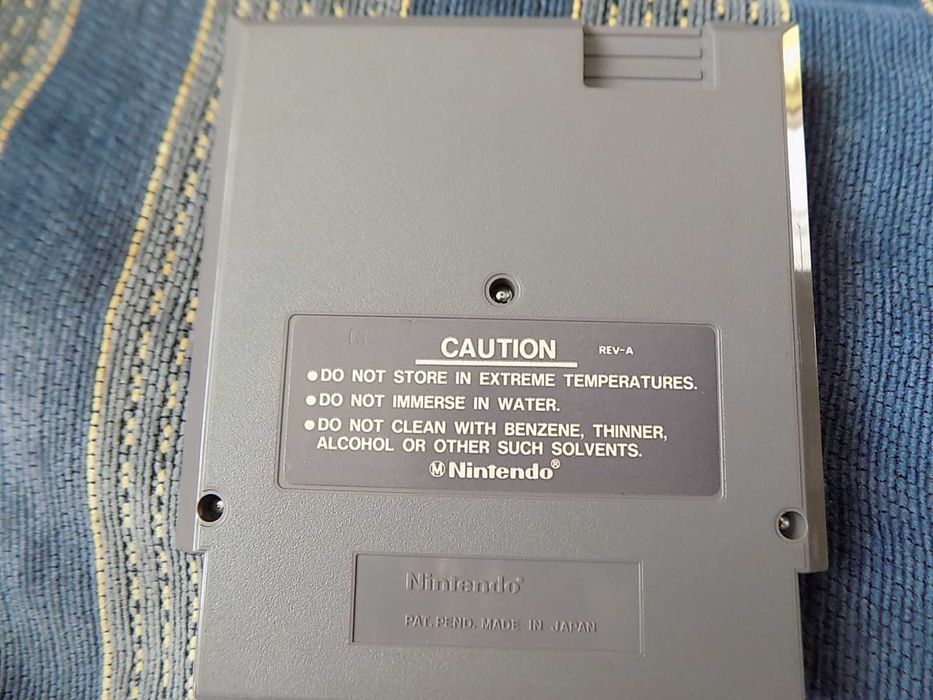 CAUTION REV-A
●DO NOT STORE IN EXTREME TEMPERATURES.
●DO NOT IMMERSE IN WATER.
●DO NOT CLEAN WITH BENZENE, THINNER,
ALCOHOL OR OTHER SUCH SOLVENTS.
Ⓜ Nintendo®
Nintendo®
PAT. PEND. MADE IN JAPAN